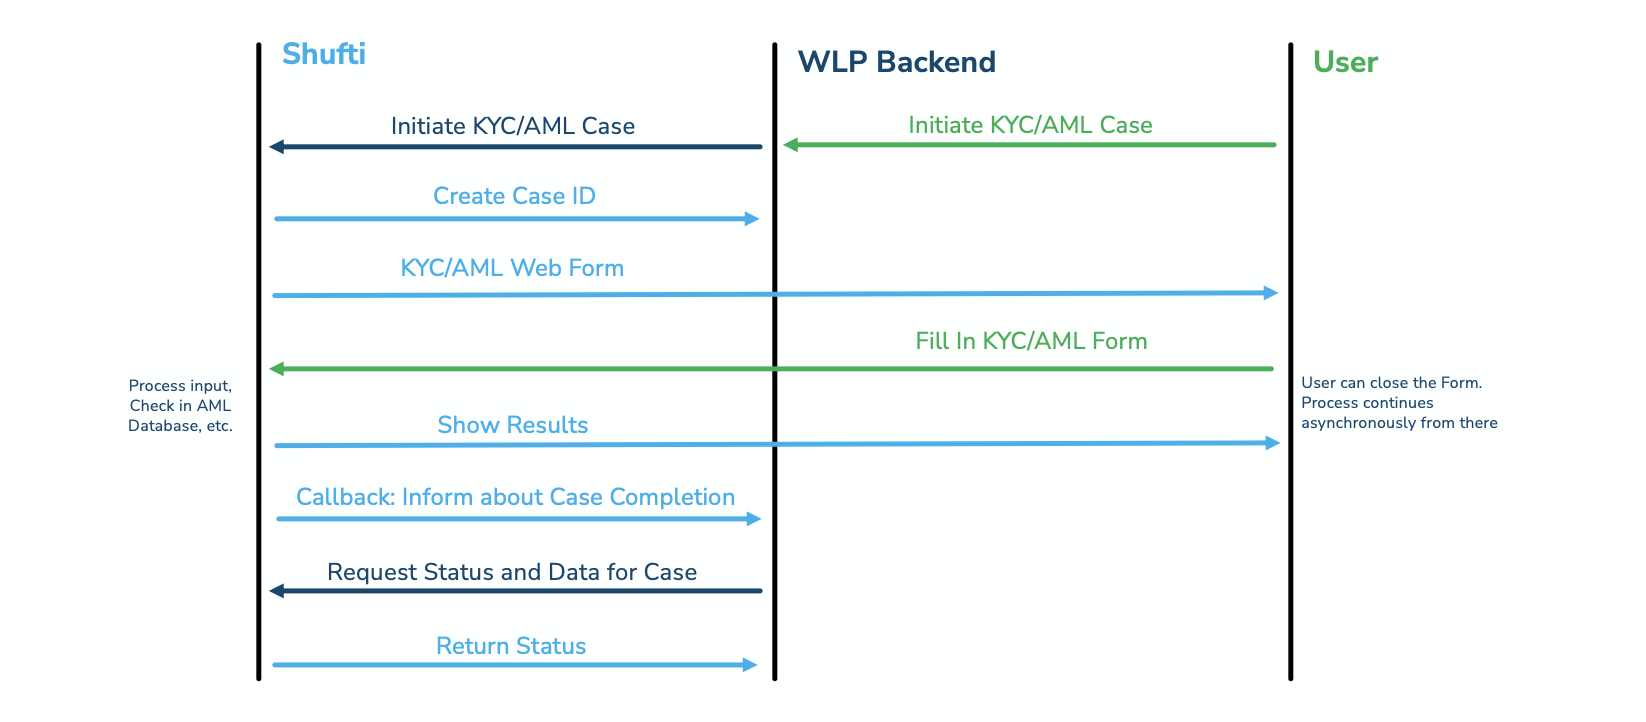 Shufti
WLP Backend
User
Initiate KYC/AML Case
Initiate KYC/AML Case
Create Case ID
KYC/AML Web Form
Fill In KYC/AML Form
Process input,
Check in AML
Database, etc.
User can close the Form.
Process continues
asynchronously from there
Show Results
Callback: Inform about Case Completion
Request Status and Data for Case
Return Status